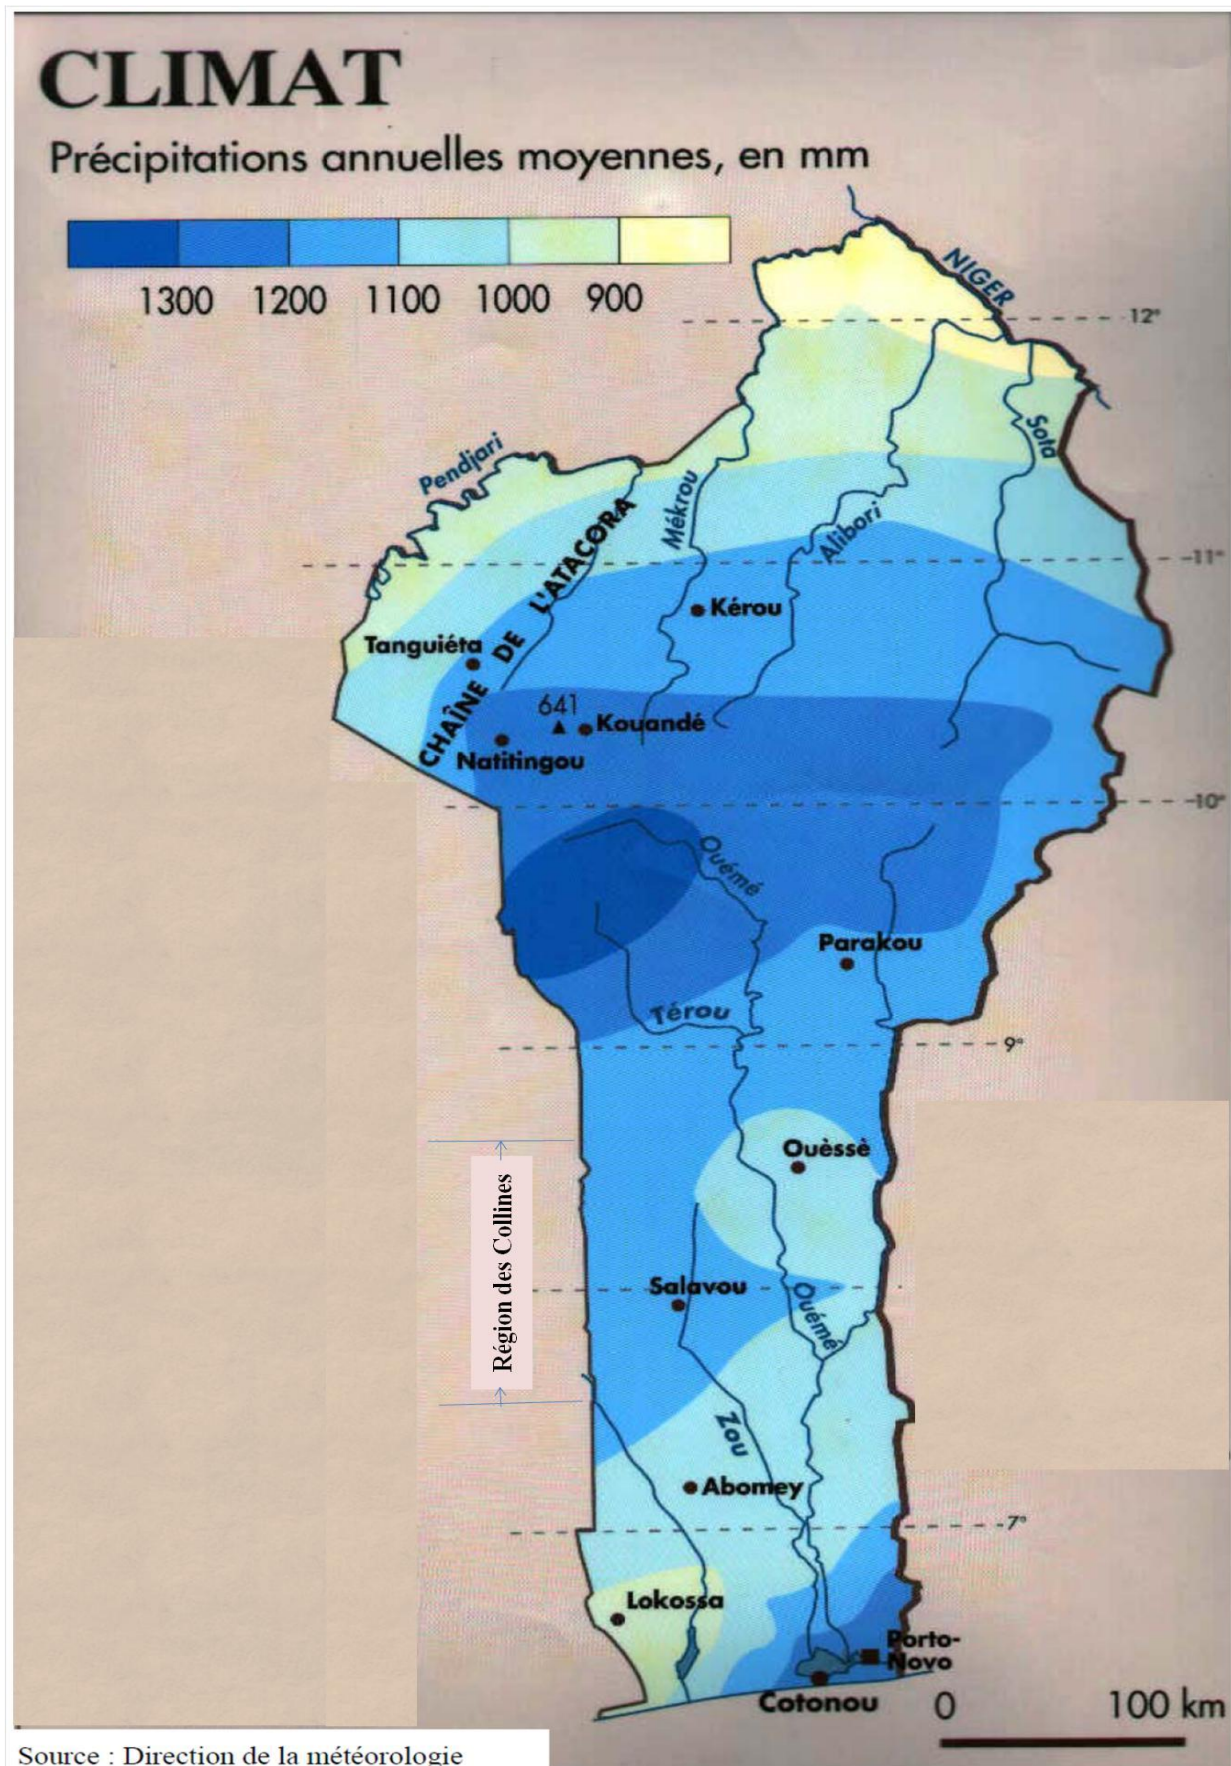 CLIMAT
Précipitations annuelles moyennes, en mm
1300 1200 1100 1000 900
NIGER
12°
Sota
Pendjari
Mékrou
CHAÎNE DE L'ATACORA
Alibori
11°
Kérou
Tanguiéta
641
Kouandé
Natitingou
10°
Ouémé
Parakou
Térou
9°
Ouèssè
Région des Collines
Salavou
Ouémé
Zou
Abomey
7°
Lokossa
Porto-
Novo
Cotonou
0 100 km
Source : Direction de la météorologie